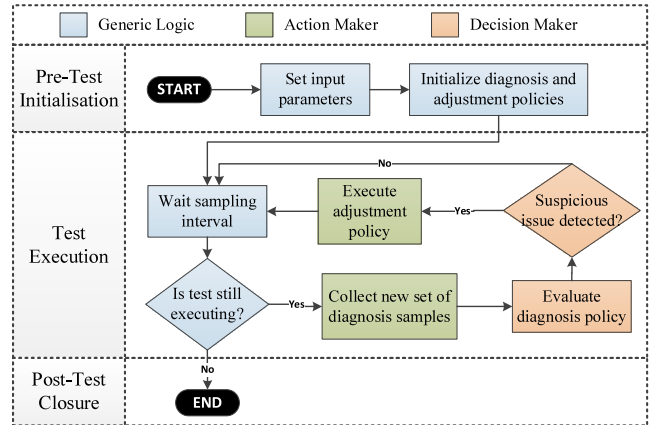 Generic Logic
Action Maker
Decision Maker
Pre-Test
Initialisation
START
Set input
parameters
Initialize diagnosis and
adjustment policies
Test
Execution
No
Wait sampling
interval
Execute
adjustment
policy
Yes
Suspicious
issue detected?
Is test still
executing?
Yes
Collect new set of
diagnosis samples
Evaluate
diagnosis policy
No
Post-Test
Closure
END